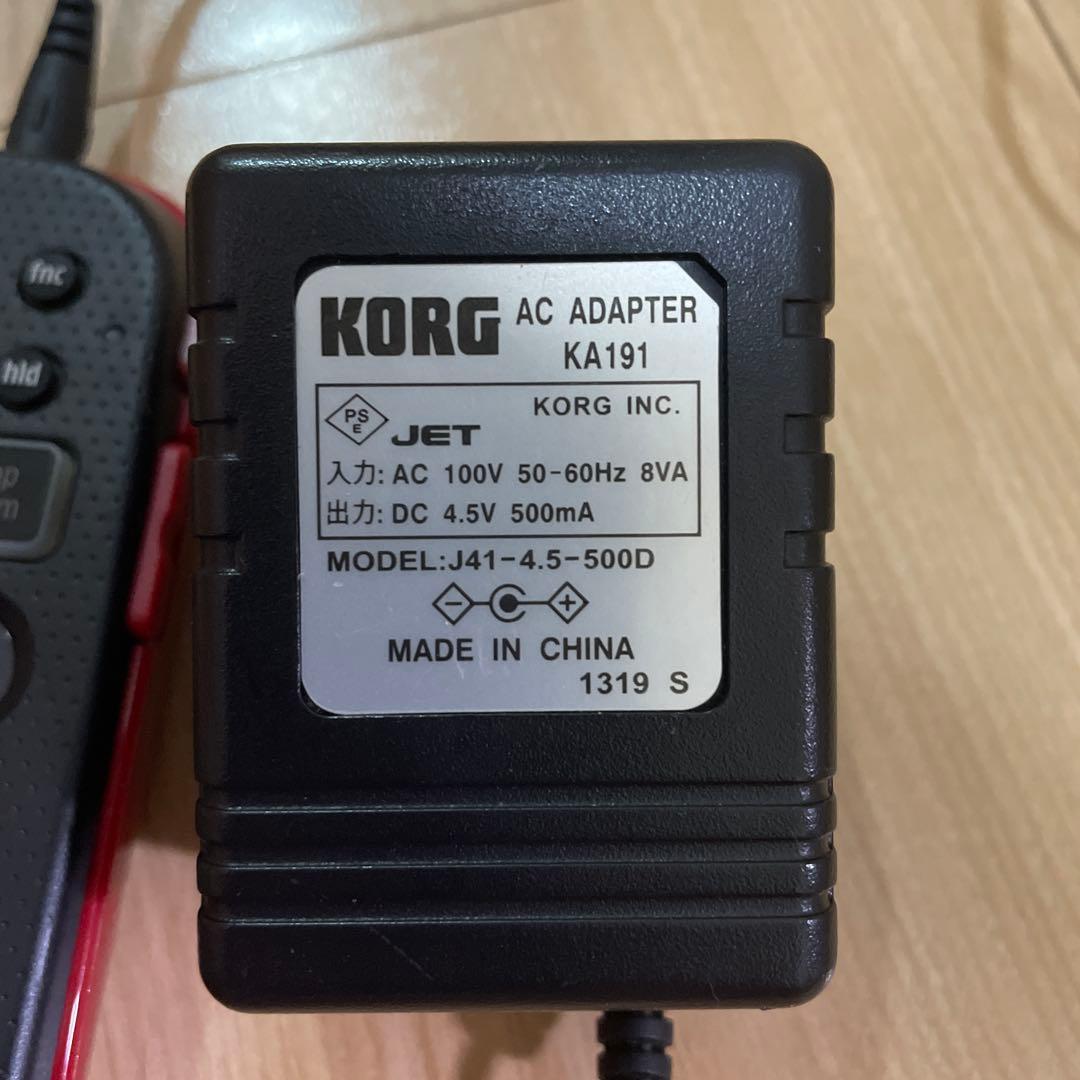 fnc
hld
KORG AC ADAPTER
KA191
PS
E
JET
KORG INC.
入力: AC 100V 50-60Hz 8VA
出力: DC 4.5V 500mA
MODEL:J41-4.5-500D
- +
MADE IN CHINA
1319 S